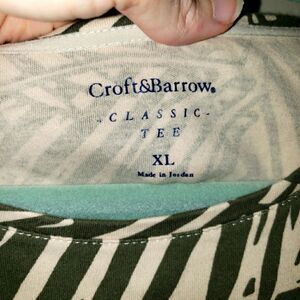 Croft&Barrow®
- CLASSIC -
TEE
XL
Made in Jordan